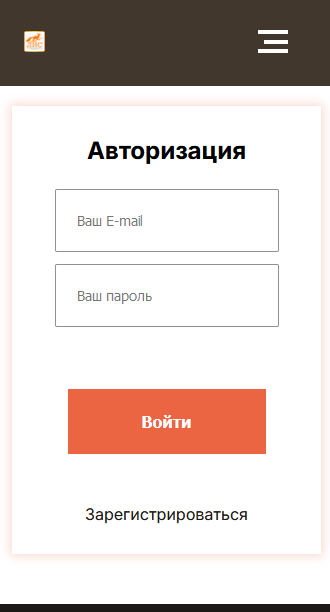 Авторизация
Ваш E-mail
Ваш пароль
Войти
Зарегистрироваться